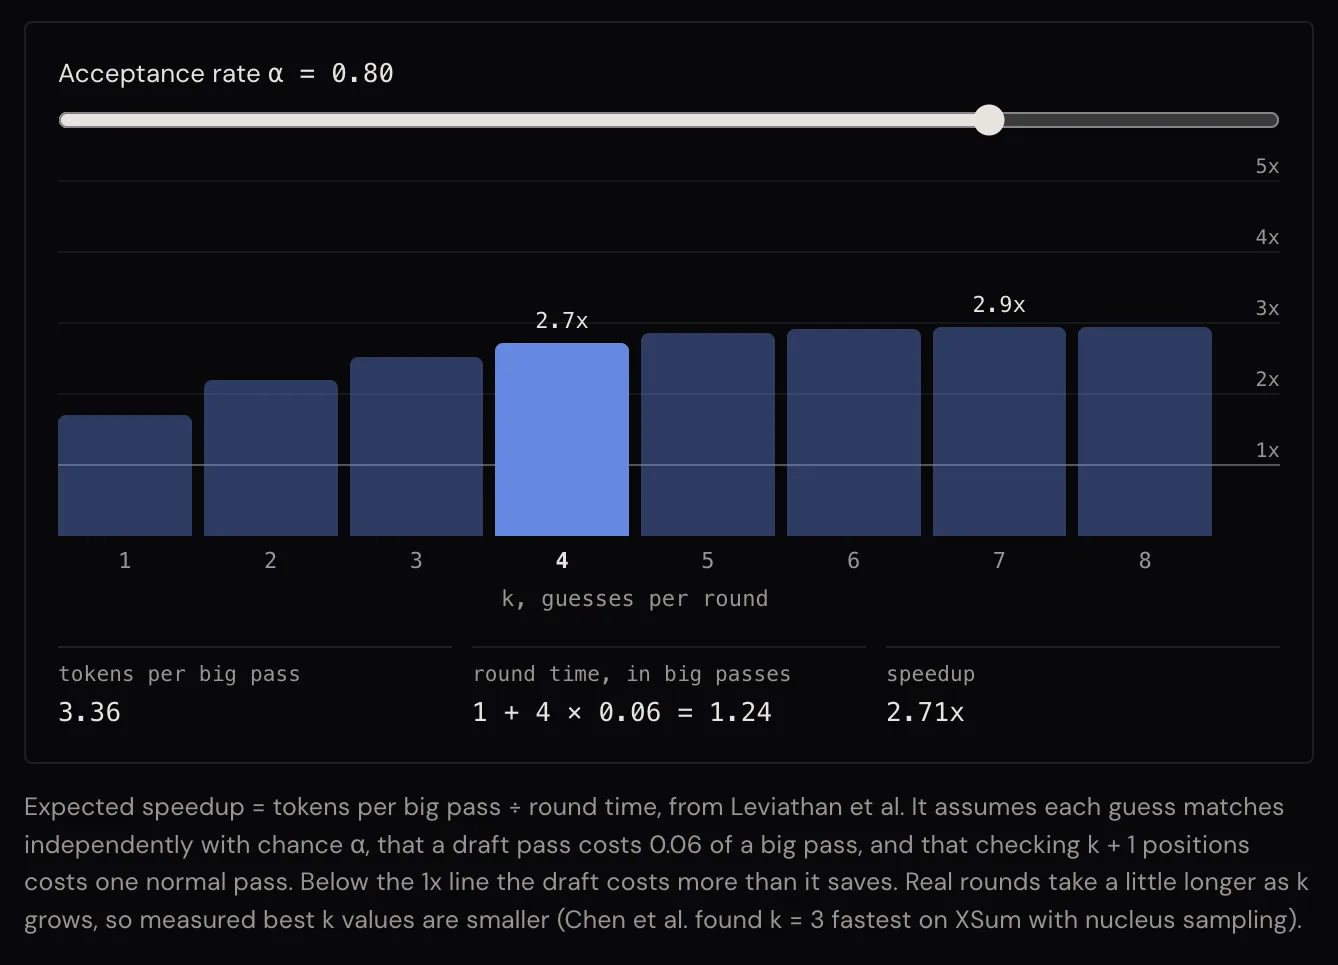 Acceptance rate α = 0.80
5x
4x
3x
2x
1x
2.7x
2.9x
1 2 3 4 5 6 7 8
k, guesses per round
tokens per big pass
3.36
round time, in big passes
1 + 4 × 0.06 = 1.24
speedup
2.71x
Expected speedup = tokens per big pass ÷ round time, from Leviathan et al. It assumes each guess matches
independently with chance α, that a draft pass costs 0.06 of a big pass, and that checking k + 1 positions
costs one normal pass. Below the 1x line the draft costs more than it saves. Real rounds take a little longer as k
grows, so measured best k values are smaller (Chen et al. found k = 3 fastest on XSum with nucleus sampling).